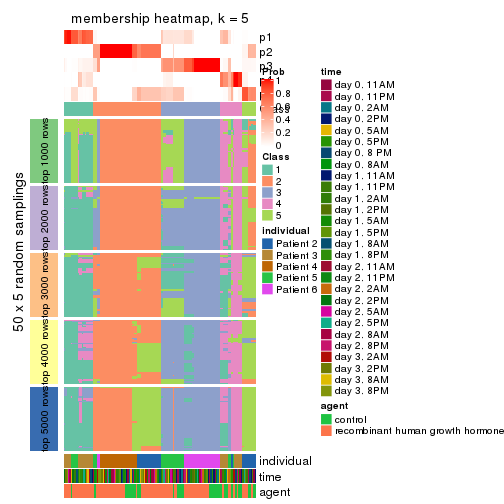 membership heatmap, k = 5
p1
p2
p3
Prob
1
0.8
0.6
0.4
0.2
0
Class
1
2
3
4
5
individual
Patient 2
Patient 3
Patient 4
Patient 5
Patient 6
time
day 0. 11AM
day 0. 11PM
day 0. 2AM
day 0. 2PM
day 0. 5AM
day 0. 5PM
day 0. 8 PM
day 0. 8AM
day 1. 11AM
day 1. 11PM
day 1. 2AM
day 1. 2PM
day 1. 5AM
day 1. 5PM
day 1. 8AM
day 1. 8PM
day 2. 11AM
day 2. 11PM
day 2. 2AM
day 2. 2PM
day 2. 5AM
day 2. 5PM
day 2. 8AM
day 2. 8PM
day 3. 2AM
day 3. 2PM
day 3. 8AM
day 3. 8PM
agent
control
recombinant human growth hormone
50 x 5 random samplings
top 1000 rows
top 2000 rows
top 3000 rows
top 4000 rows
top 5000 rows
individual
time
agent